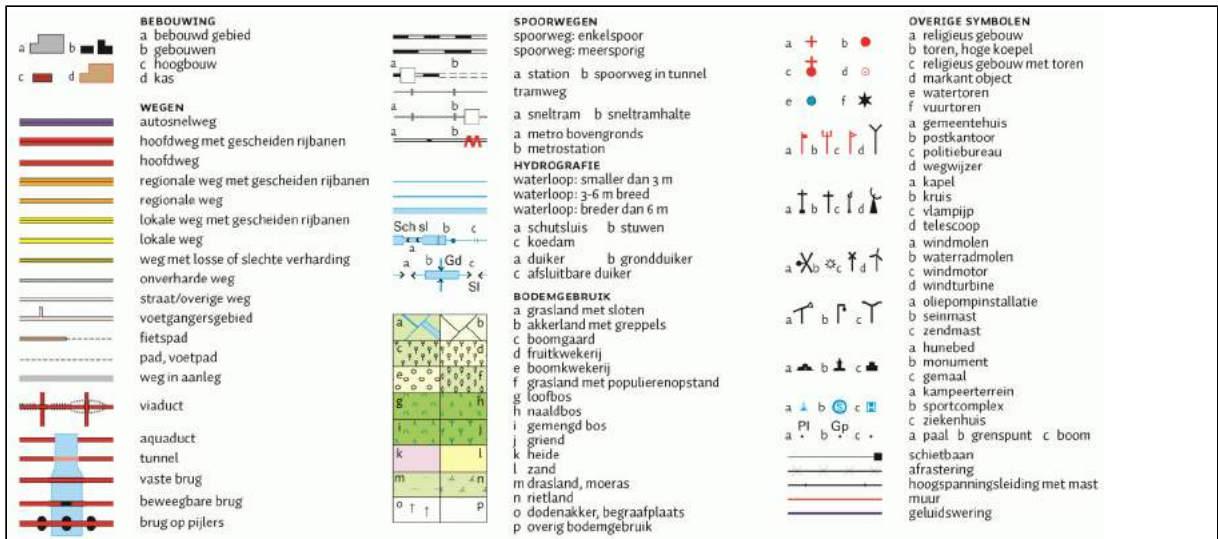 BEBOUWING
a bebouwd gebied
b gebouwen
c hoogbouw
d kas
a b
c d
WEGEN
autosnelweg
hoofdweg met gescheiden rijbanen
hoofdweg
regionale weg met gescheiden rijbanen
regionale weg
lokale weg met gescheiden rijbanen
lokale weg
weg met losse of slechte verharding
onverharde weg
straat/overige weg
voetgangersgebied
fietspad
pad, voetpad
weg in aanleg
viaduct
aquaduct
tunnel
vaste brug
beweegbare brug
brug op pijlers
SPOORWEGEN
spoorweg: enkelspoor
spoorweg: meersporig
a b
a station b spoorweg in tunnel
tramweg
a b
a sneltram b sneltramhalte
a b
a metro bovengronds
b metrostation
HYDROGRAFIE
waterloop: smaller dan 3 m
waterloop: 3-6 m breed
waterloop: breder dan 6 m
Sch sl b c
a
a schutsluis b stuwen
c koedam
a b Gd c
Sl
a duiker b grondduiker
c afsluitbare duiker
BODEMGEBRUIK
a grasland met sloten
b akkerland met greppels
c boomgaard
d fruitkwekerij
e boomkwekerij
f grasland met populierenopstand
g loofbos
h naaldbos
i gemengd bos
j griend
k heide
l zand
m drasland, moeras
n rietland
o dodenakker, begraafplats
p overig bodemgebruik
a b
c d
e f
g h
i j
k l
m n
o p
OVERIGE SYMBOLEN
a b
c d
e f
a religieus gebouw
b toren, hoge koepel
c religieus gebouw met toren
d markant object
e watertoren
f vuurtoren
a b c d
a gemeentehuis
b postkantoor
c politiebureau
d wegwijzer
a b c d
a kapel
b kruis
c vlampijp
d telescoop
a b c d
a windmolen
b waterradmolen
c windmotor
d windturbine
a b c
a oliepompinstallatie
b seinmast
c zendmast
a b c
a hunebed
b monument
c gemaal
a b S c H
a kampeerterrein
b sportcomplex
c ziekenhuis
Pl Gp
a b c
a paal b grenspunt c boom
schietbaan
afrastering
hoogspanningsleiding met mast
muur
geluidswering